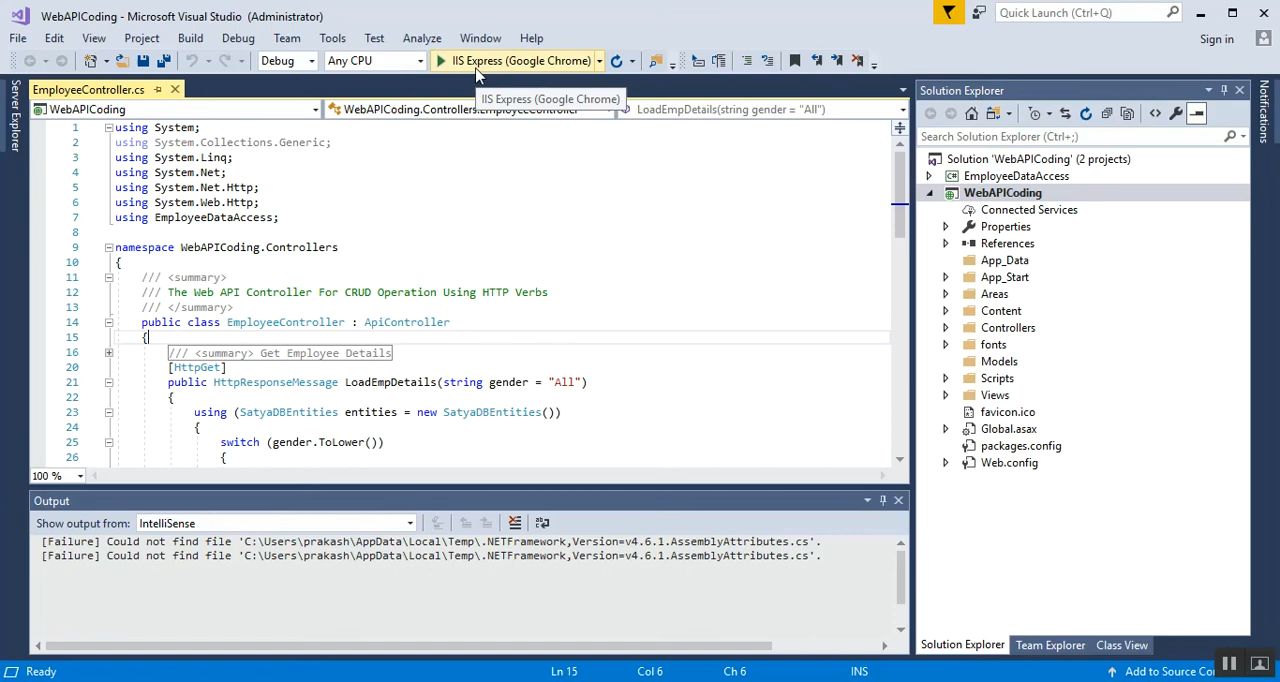 WebAPICoding - Microsoft Visual Studio (Administrator)
Quick Launch (Ctrl+Q)
File Edit View Project Build Debug Team Tools Test Analyze Window Help
Sign in
Debug Any CPU IIS Express (Google Chrome)
Server Explorer
EmployeeController.cs
IIS Express (Google Chrome)
WebAPICoding WebAPICoding.Controllers.EmployeeController LoadEmpDetails(string gender = "All")
1 using System;
2 using System.Collections.Generic;
3 using System.Linq;
4 using System.Net;
5 using System.Net.Http;
6 using System.Web.Http;
7 using EmployeeDataAccess;
8
9 namespace WebAPICoding.Controllers
10 {
11 /// <summary>
12 /// The Web API Controller For CRUD Operation Using HTTP Verbs
13 /// </summary>
14 public class EmployeeController : ApiController
15 {
16 /// <summary> Get Employee Details
20 [HttpGet]
21 public HttpResponseMessage LoadEmpDetails(string gender = "All")
22 {
23 using (SatyaDBEntities entities = new SatyaDBEntities())
24 {
25 switch (gender.ToLower())
26 {
100 %
Output
Show output from: IntelliSense
[Failure] Could not find file 'C:\Users\prakash\AppData\Local\Temp\.NETFramework,Version=v4.6.1.AssemblyAttributes.cs'.
[Failure] Could not find file 'C:\Users\prakash\AppData\Local\Temp\.NETFramework,Version=v4.6.1.AssemblyAttributes.cs'.
Solution Explorer
Search Solution Explorer (Ctrl+;)
Solution 'WebAPICoding' (2 projects)
EmployeeDataAccess
WebAPICoding
Connected Services
Properties
References
App_Data
App_Start
Areas
Content
Controllers
fonts
Models
Scripts
Views
favicon.ico
Global.asax
packages.config
Web.config
Solution Explorer Team Explorer Class View
Notifications
Ready Ln 15 Col 6 Ch 6 INS Add to Source Co